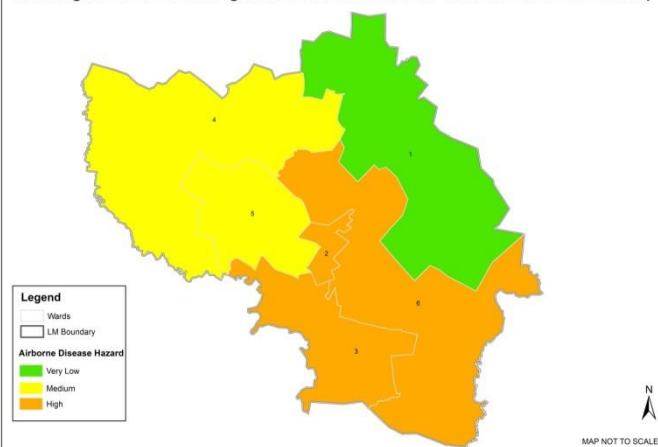 4
1
5
2
6
3
Legend
Wards
LM Boundary
Airborne Disease Hazard
Very Low
Medium
High
N
MAP NOT TO SCALE